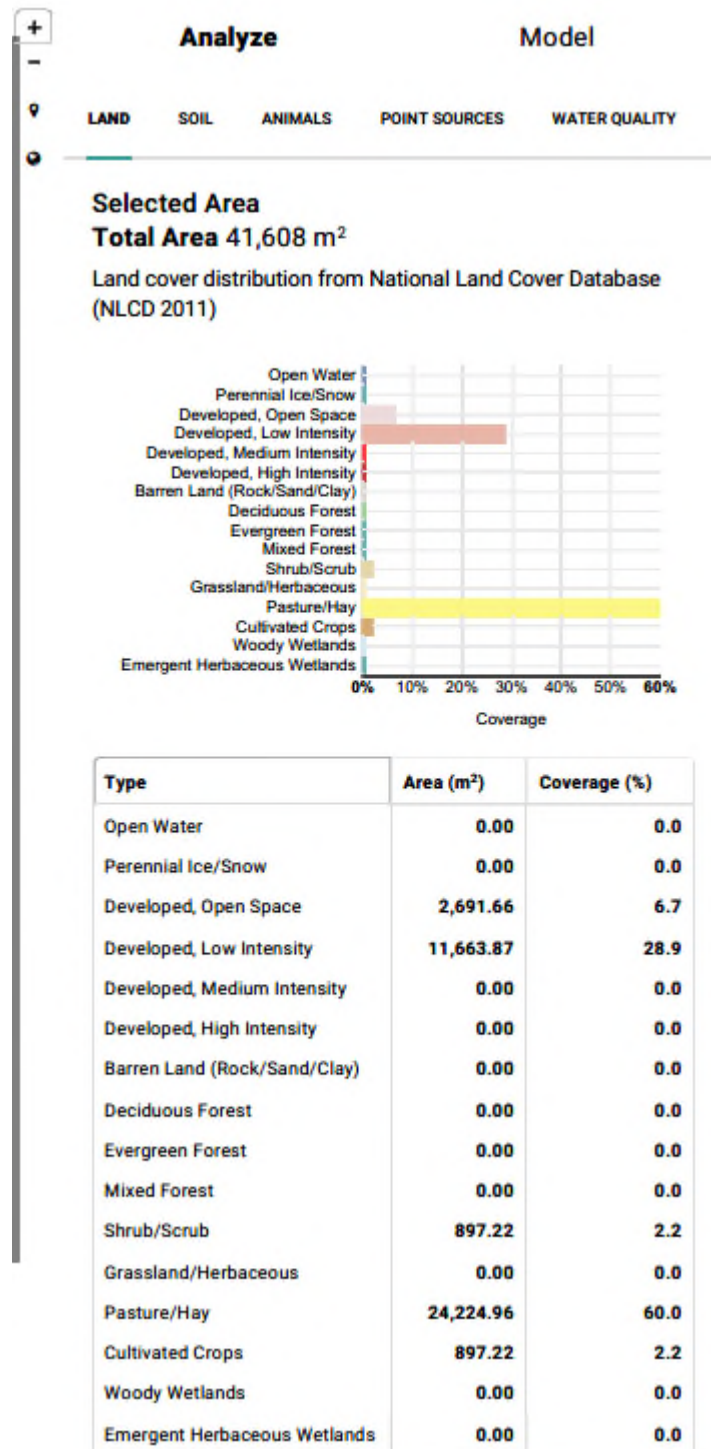 +
Analyze Model
−
LAND SOIL ANIMALS POINT SOURCES WATER QUALITY
Selected Area
Total Area 41,608 m²
Land cover distribution from National Land Cover Database
(NLCD 2011)
Open Water
Perennial Ice/Snow
Developed, Open Space
Developed, Low Intensity
Developed, Medium Intensity
Developed, High Intensity
Barren Land (Rock/Sand/Clay)
Deciduous Forest
Evergreen Forest
Mixed Forest
Shrub/Scrub
Grassland/Herbaceous
Pasture/Hay
Cultivated Crops
Woody Wetlands
Emergent Herbaceous Wetlands
0% 10% 20% 30% 40% 50% 60%
Coverage
Type Area (m²) Coverage (%)
Open Water 0.00 0.0
Perennial Ice/Snow 0.00 0.0
Developed, Open Space 2,691.66 6.7
Developed, Low Intensity 11,663.87 28.9
Developed, Medium Intensity 0.00 0.0
Developed, High Intensity 0.00 0.0
Barren Land (Rock/Sand/Clay) 0.00 0.0
Deciduous Forest 0.00 0.0
Evergreen Forest 0.00 0.0
Mixed Forest 0.00 0.0
Shrub/Scrub 897.22 2.2
Grassland/Herbaceous 0.00 0.0
Pasture/Hay 24,224.96 60.0
Cultivated Crops 897.22 2.2
Woody Wetlands 0.00 0.0
Emergent Herbaceous Wetlands 0.00 0.0